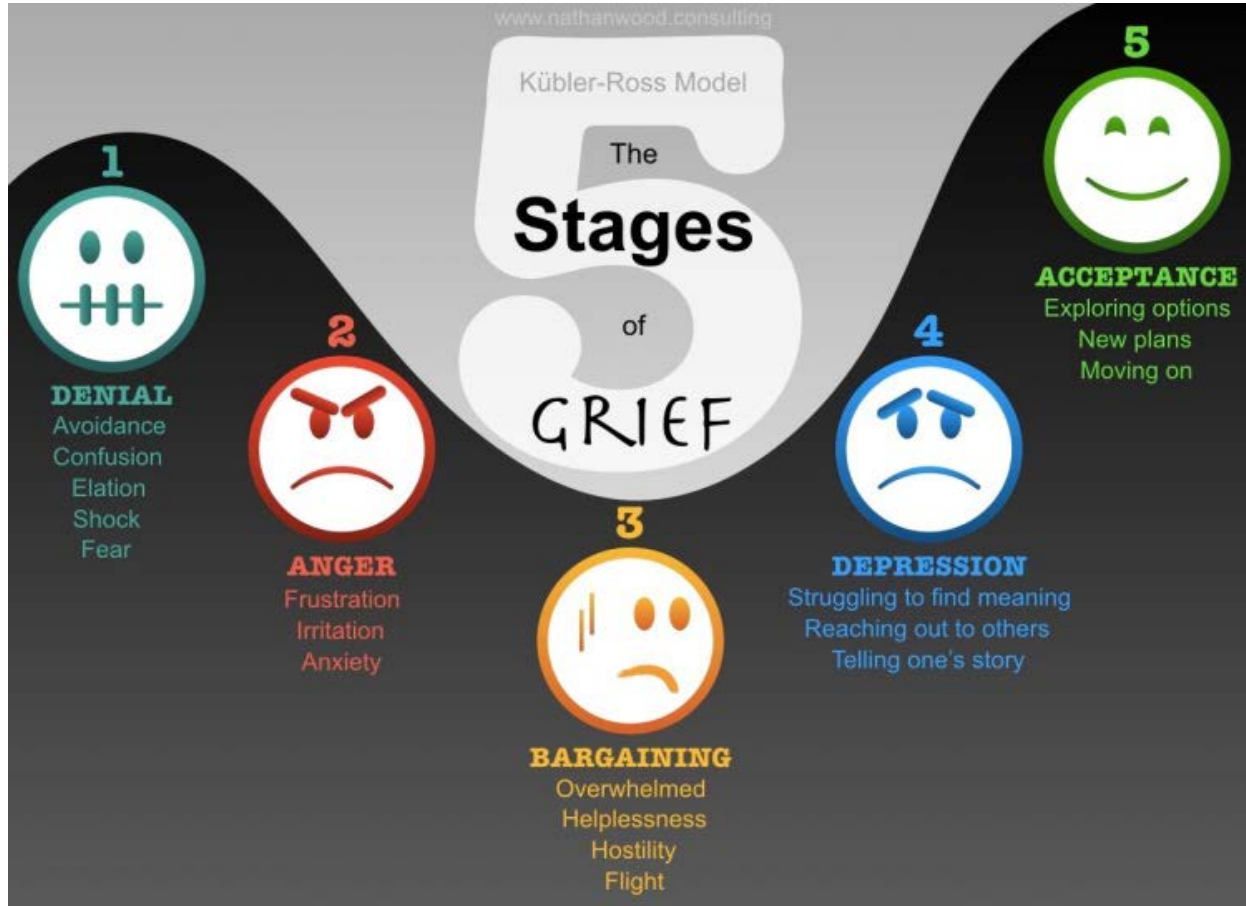 www.nathanwood.consulting
5
Kübler-Ross Model
The
Stages
of
GRIEF
1
DENIAL
Avoidance
Confusion
Elation
Shock
Fear
2
ANGER
Frustration
Irritation
Anxiety
3
BARGAINING
Overwhelmed
Helplessness
Hostility
Flight
4
DEPRESSION
Struggling to find meaning
Reaching out to others
Telling one's story
5
ACCEPTANCE
Exploring options
New plans
Moving on